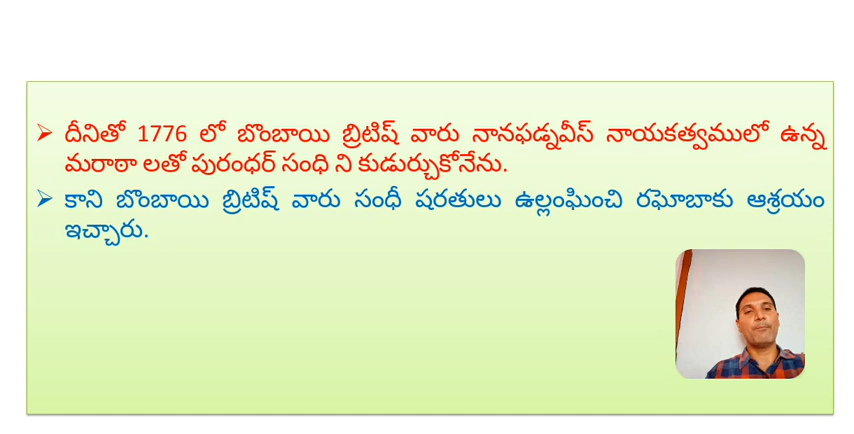 దీనితో 1776 లో బొంబాయి బ్రిటిష్ వారు నానఫడ్నవీస్ నాయకత్వములో ఉన్న
మరాఠా లతో పురంధర్ సంధి ని కుదుర్చుకోనేను.
కాని బొంబాయి బ్రిటిష్ వారు సంధీ షరతులు ఉల్లంఘించి రఘోబాకు ఆశ్రయం
ఇచ్చారు.